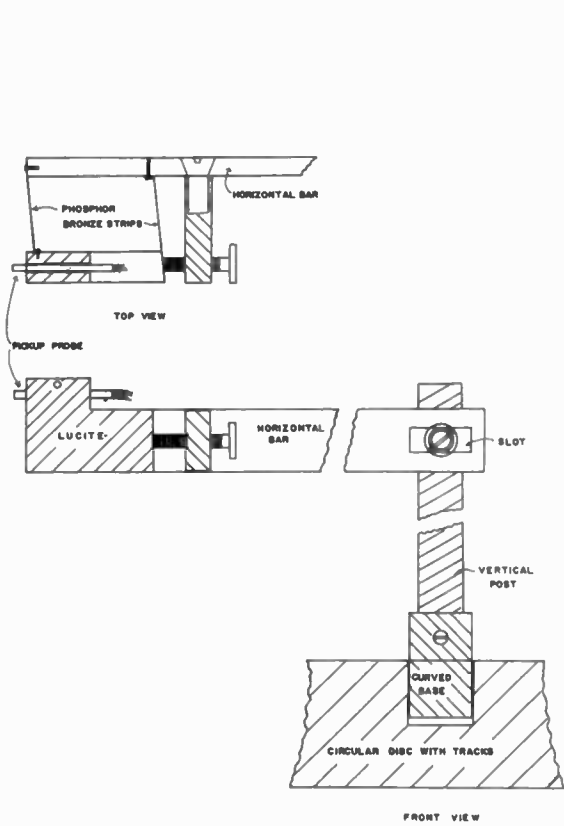 HORIZONTAL BAR
PHOSPHOR
BRONZE STRIPS
TOP VIEW
PICKUP PROBE
LUCITE
HORIZONTAL
BAR
SLOT
VERTICAL
POST
CURVED
BASE
CIRCULAR DISC WITH TRACKS
FRONT VIEW